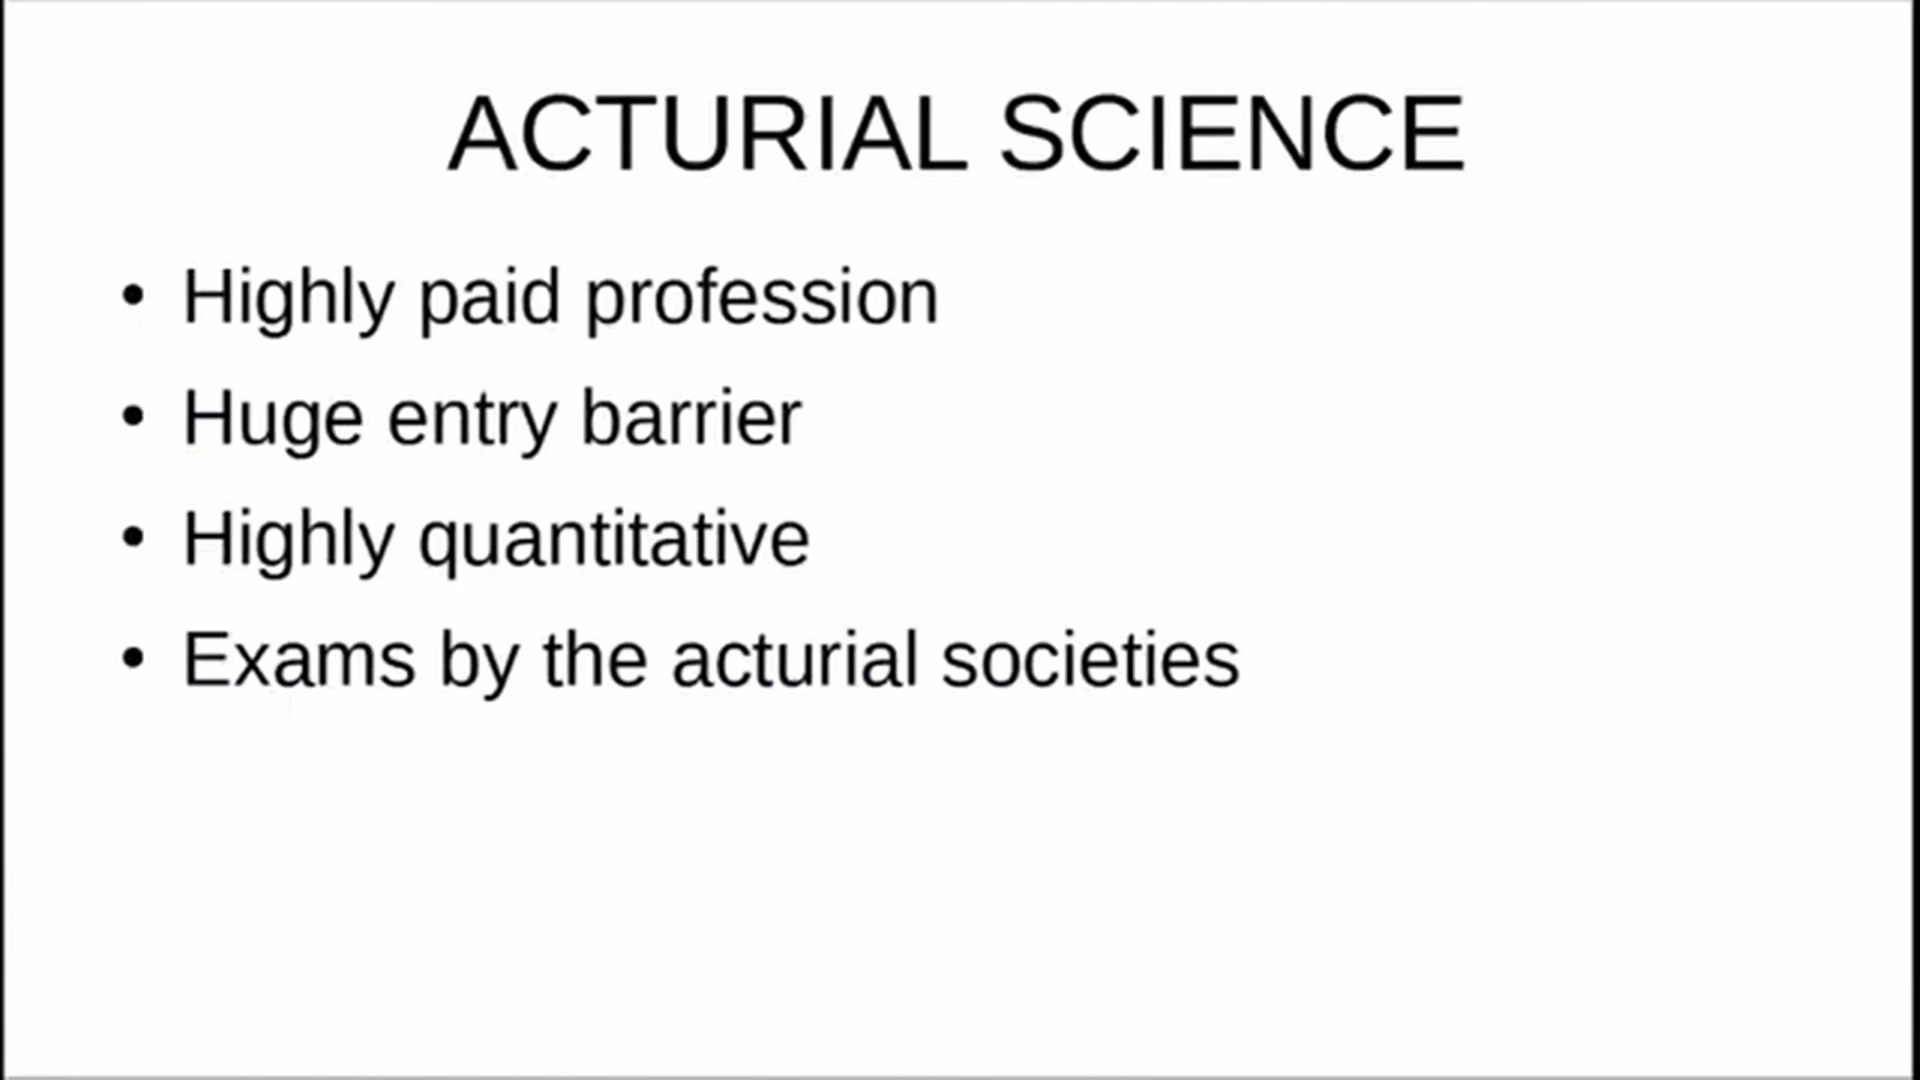 ACTURIAL SCIENCE
• Highly paid profession
• Huge entry barrier
• Highly quantitative
• Exams by the acturial societies